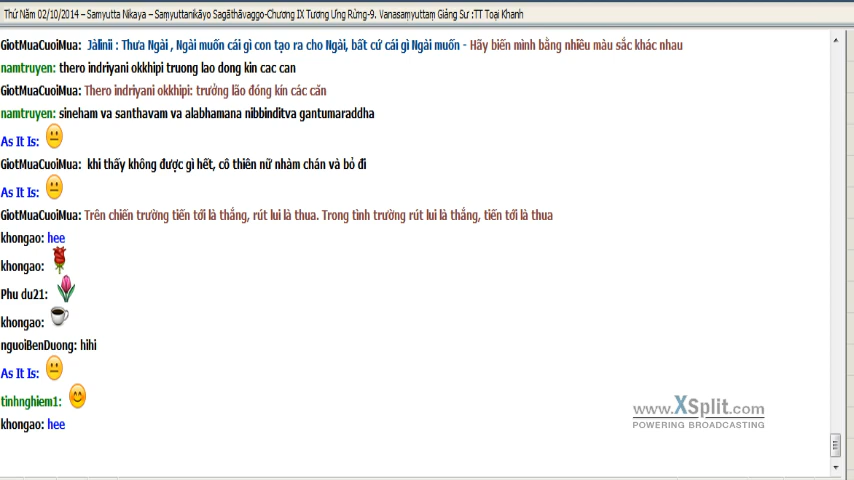 Thứ Năm 02/10/2014 – Saṃyutta Nikaya – Saṃyuttanikāyo Sagāthāvaggo-Chương IX Tương Ưng Rừng-9. Vanasaṃyuttaṃ Giảng Sư :TT Toại Khanh
GiotMuaCuoiMua: Jàlinii : Thưa Ngài , Ngài muốn cái gì con tạo ra cho Ngài, bất cứ cái gì Ngài muốn - Hãy biến mình bằng nhiêu màu sắc khác nhau
namtruyen: thero indriyani okkhipi truong lao dong kin cac can
GiotMuaCuoiMua: Thero indriyani okkhipi: trưởng lão đóng kín các căn
namtruyen: sineham va santhavam va alabhamana nibbinditva gantumaraddha
As It Is:
GiotMuaCuoiMua: khi thấy không được gì hết, cô thiên nữ nhàm chán và bỏ đi
As It Is:
GiotMuaCuoiMua: Trên chiến trường tiến tới là thắng, rút lui là thua. Trong tình trường rút lui là thắng, tiến tới là thua
khongao: hee
khongao:
Phu du21:
khongao:
nguoiBenDuong: hihi
As It Is:
tinhnghiem1:
khongao: hee
www.XSplit.com
POWERING BROADCASTING